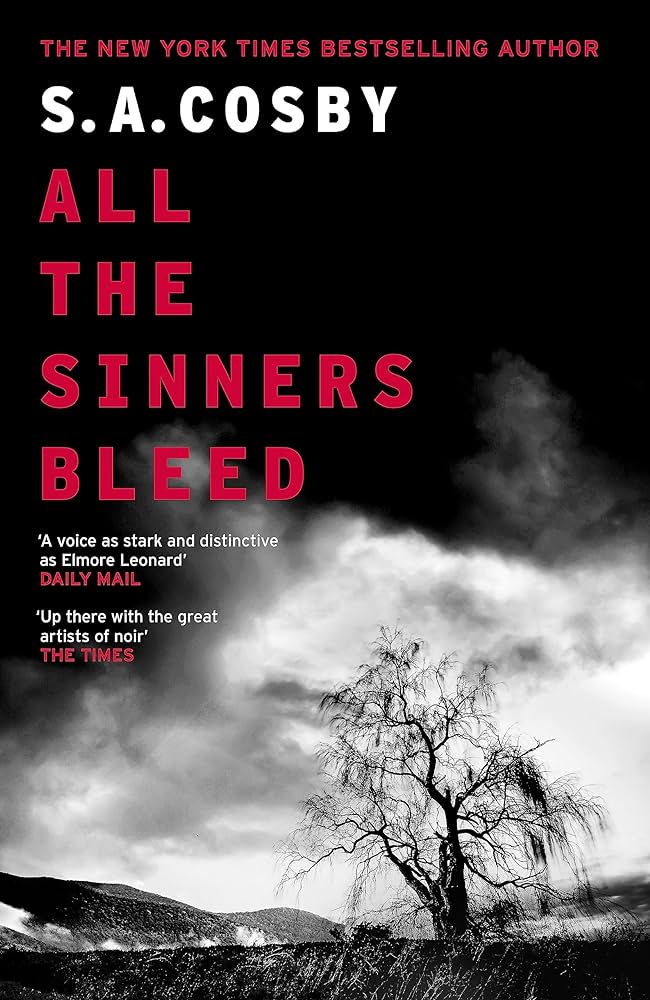 THE NEW YORK TIMES BESTSELLING AUTHOR
S. A. COSBY
ALL
THE
SINNERS
BLEED
‘A voice as stark and distinctive
as Elmore Leonard’
DAILY MAIL
‘Up there with the great
artists of noir’
THE TIMES